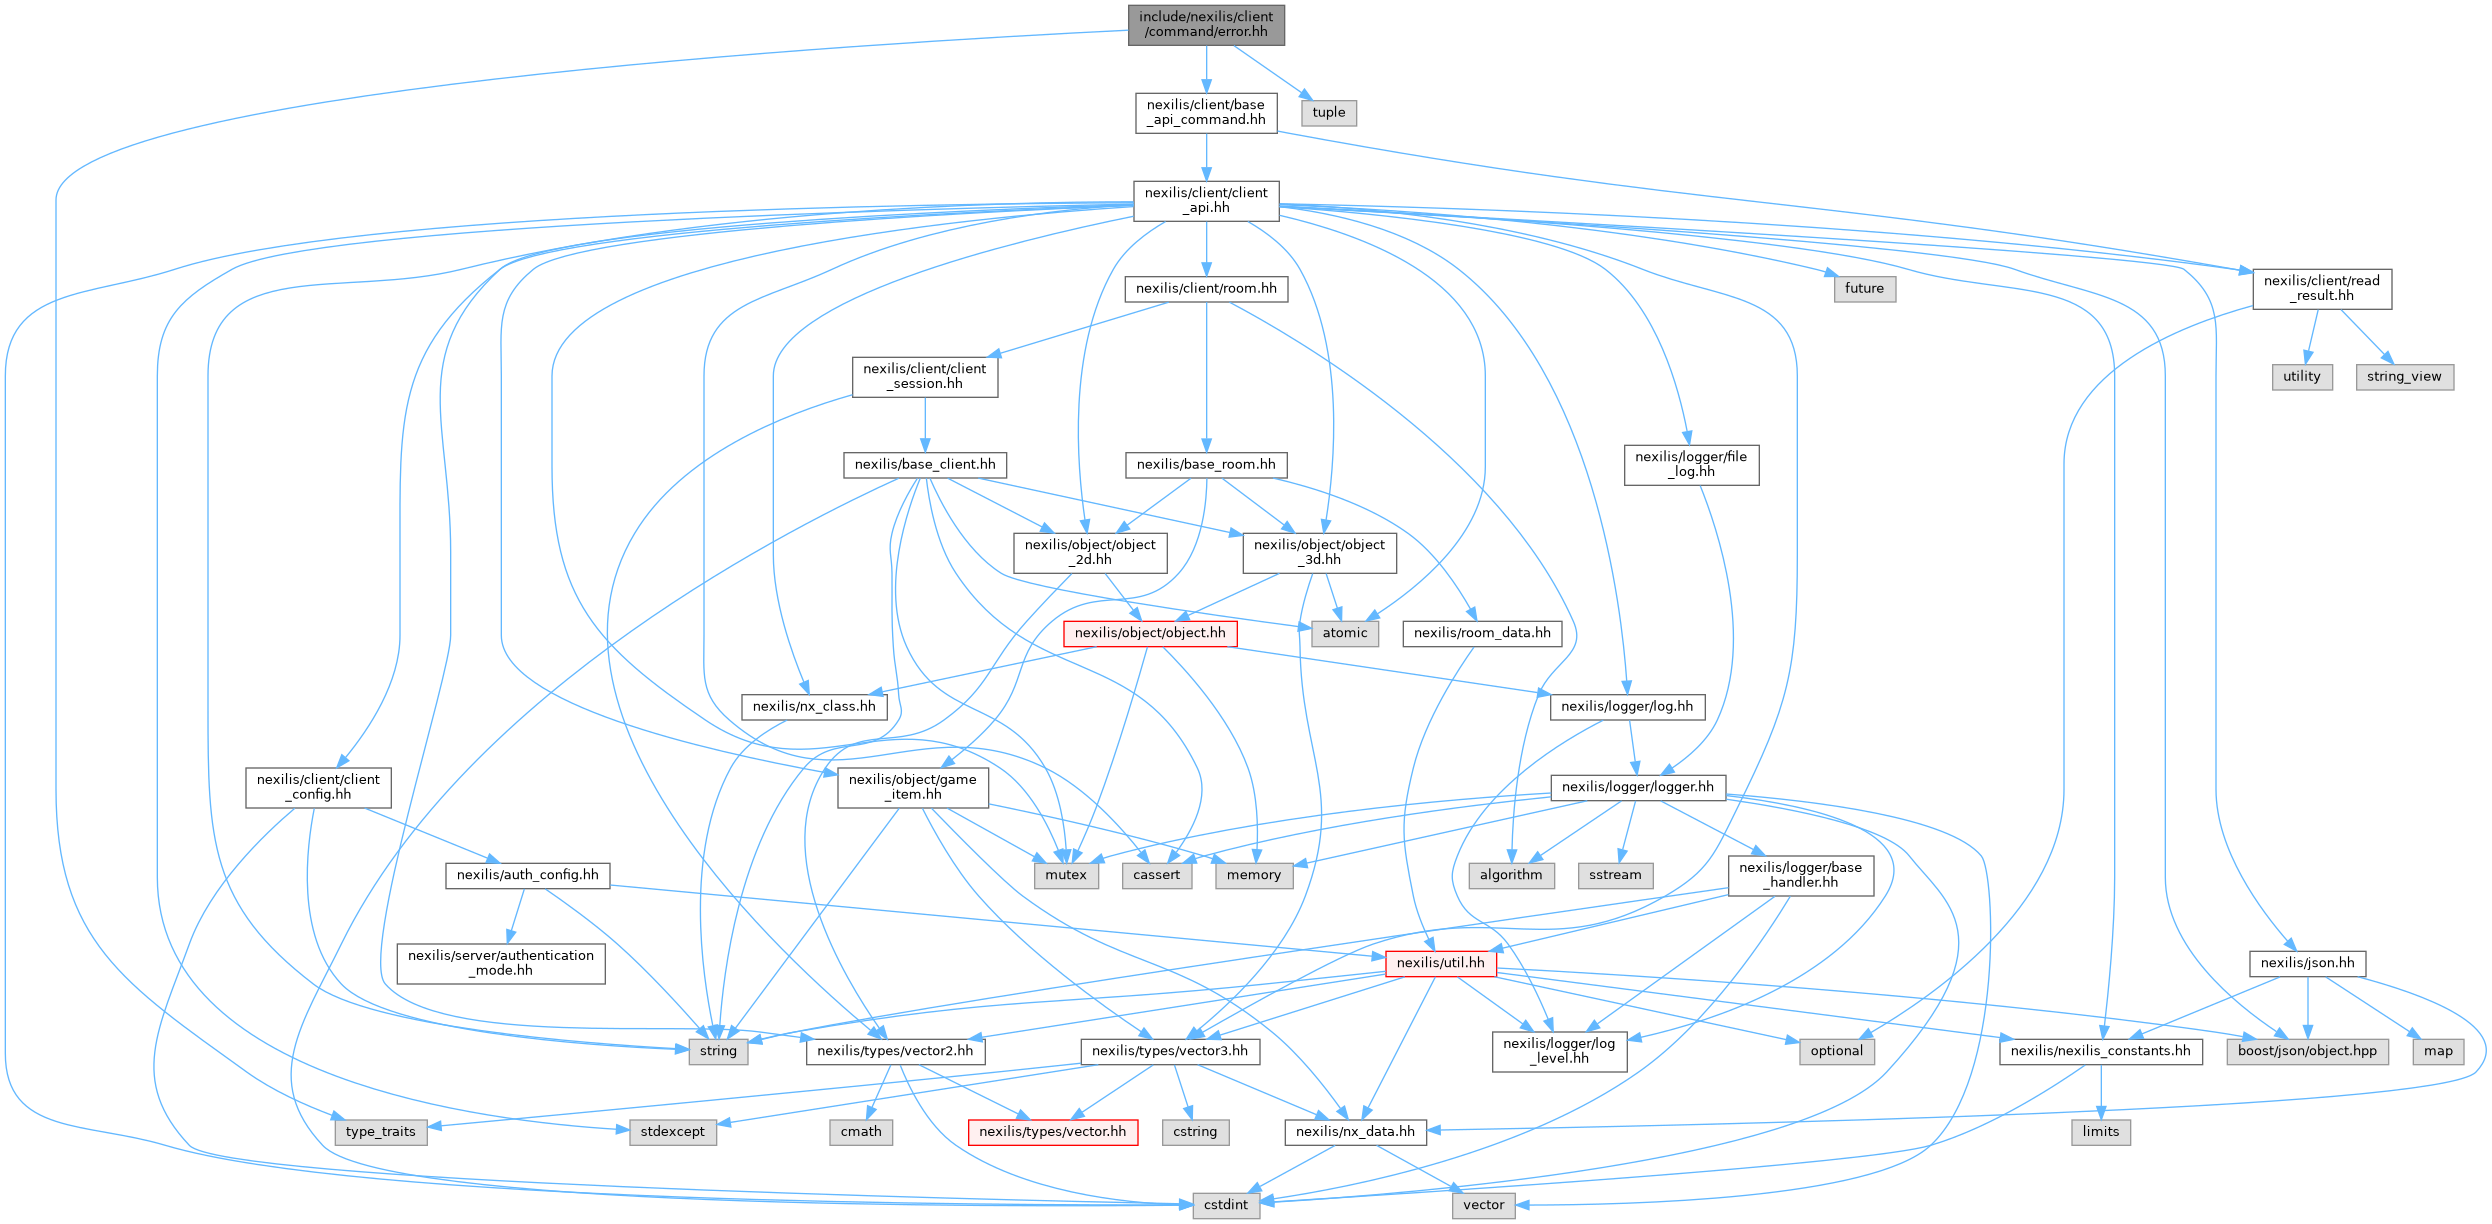 include/nexilis/client
/command/error.hh
nexilis/client/base
_api_command.hh
tuple
nexilis/client/client
_api.hh
nexilis/client/room.hh
future
nexilis/client/read
_result.hh
nexilis/client/client
_session.hh
utility
string_view
nexilis/base_client.hh
nexilis/base_room.hh
nexilis/logger/file
_log.hh
nexilis/object/object
_2d.hh
nexilis/object/object
_3d.hh
nexilis/object/object.hh
atomic
nexilis/room_data.hh
nexilis/nx_class.hh
nexilis/logger/log.hh
nexilis/client/client
_config.hh
nexilis/object/game
_item.hh
nexilis/logger/logger.hh
nexilis/auth_config.hh
mutex
cassert
memory
algorithm
sstream
nexilis/logger/base
_handler.hh
nexilis/server/authentication
_mode.hh
nexilis/util.hh
nexilis/json.hh
string
nexilis/types/vector2.hh
nexilis/types/vector3.hh
nexilis/logger/log
_level.hh
optional
nexilis/nexilis_constants.hh
boost/json/object.hpp
map
type_traits
stdexcept
cmath
nexilis/types/vector.hh
cstring
nexilis/nx_data.hh
limits
cstdint
vector